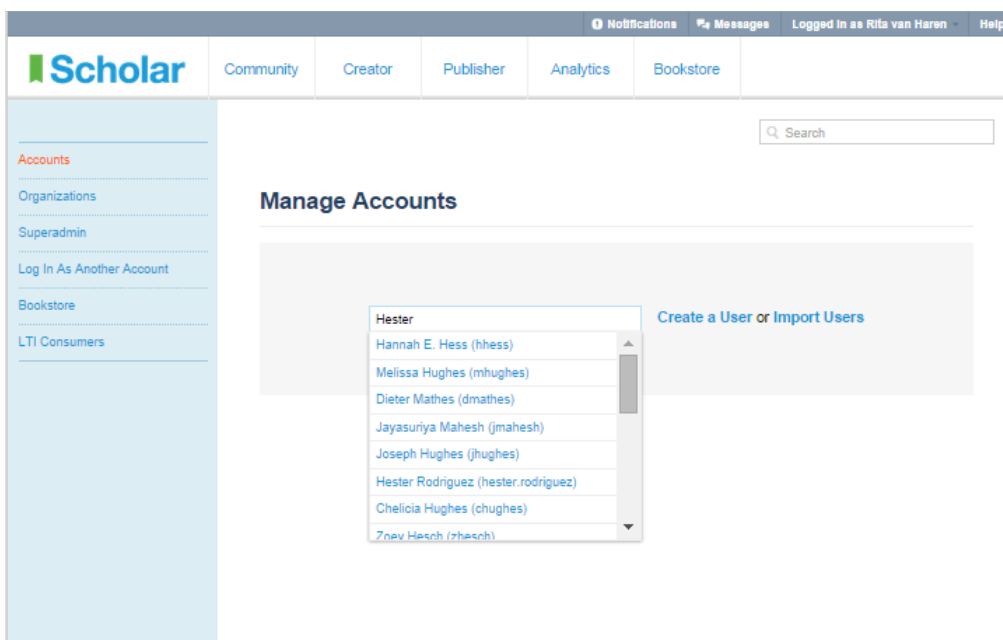 Notifications Messages Logged in as Rita van Haren Help
Scholar Community Creator Publisher Analytics Bookstore
Search
Accounts
Organizations
Superadmin
Log In As Another Account
Bookstore
LTI Consumers
Manage Accounts
Hester
Create a User or Import Users
Hannah E. Hess (hhess)
Melissa Hughes (mhughes)
Dieter Mathes (dmathes)
Jayasuriya Mahesh (jmahesh)
Joseph Hughes (jhughes)
Hester Rodriguez (hester.rodriguez)
Chelicia Hughes (chughes)
Zoey Hesch (zhesch)